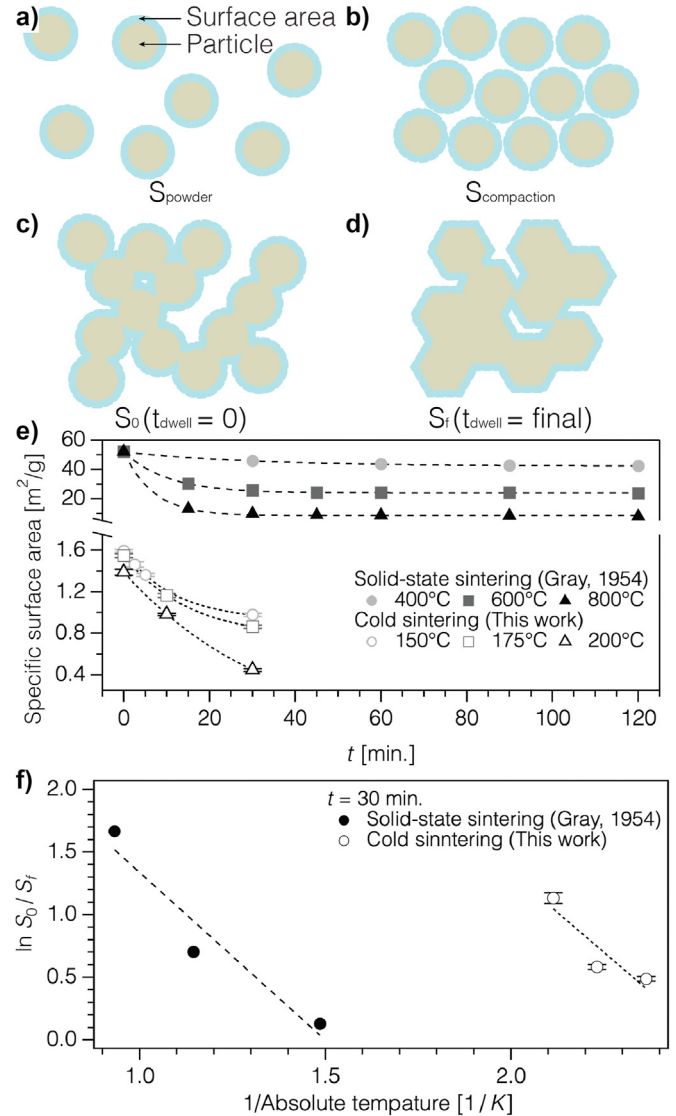 a)
Surface area
Particle
b)
Spowder
Scompaction
c)
d)
S0 (tdwell = 0)
Sf (tdwell = final)
e)
Specific surface area [m²/g]
60
40
20
1.6
1.2
0.8
0.4
Solid-state sintering (Gray, 1954)
400°C 600°C 800°C
Cold sintering (This work)
150°C 175°C 200°C
0 20 40 60 80 100 120
t [min.]
f)
ln S0 / Sf
2.0
1.5
1.0
0.5
0.0
t = 30 min.
Solid-state sintering (Gray, 1954)
Cold sinntering (This work)
1.0 1.5 2.0
1/Absolute tempature [1/K]